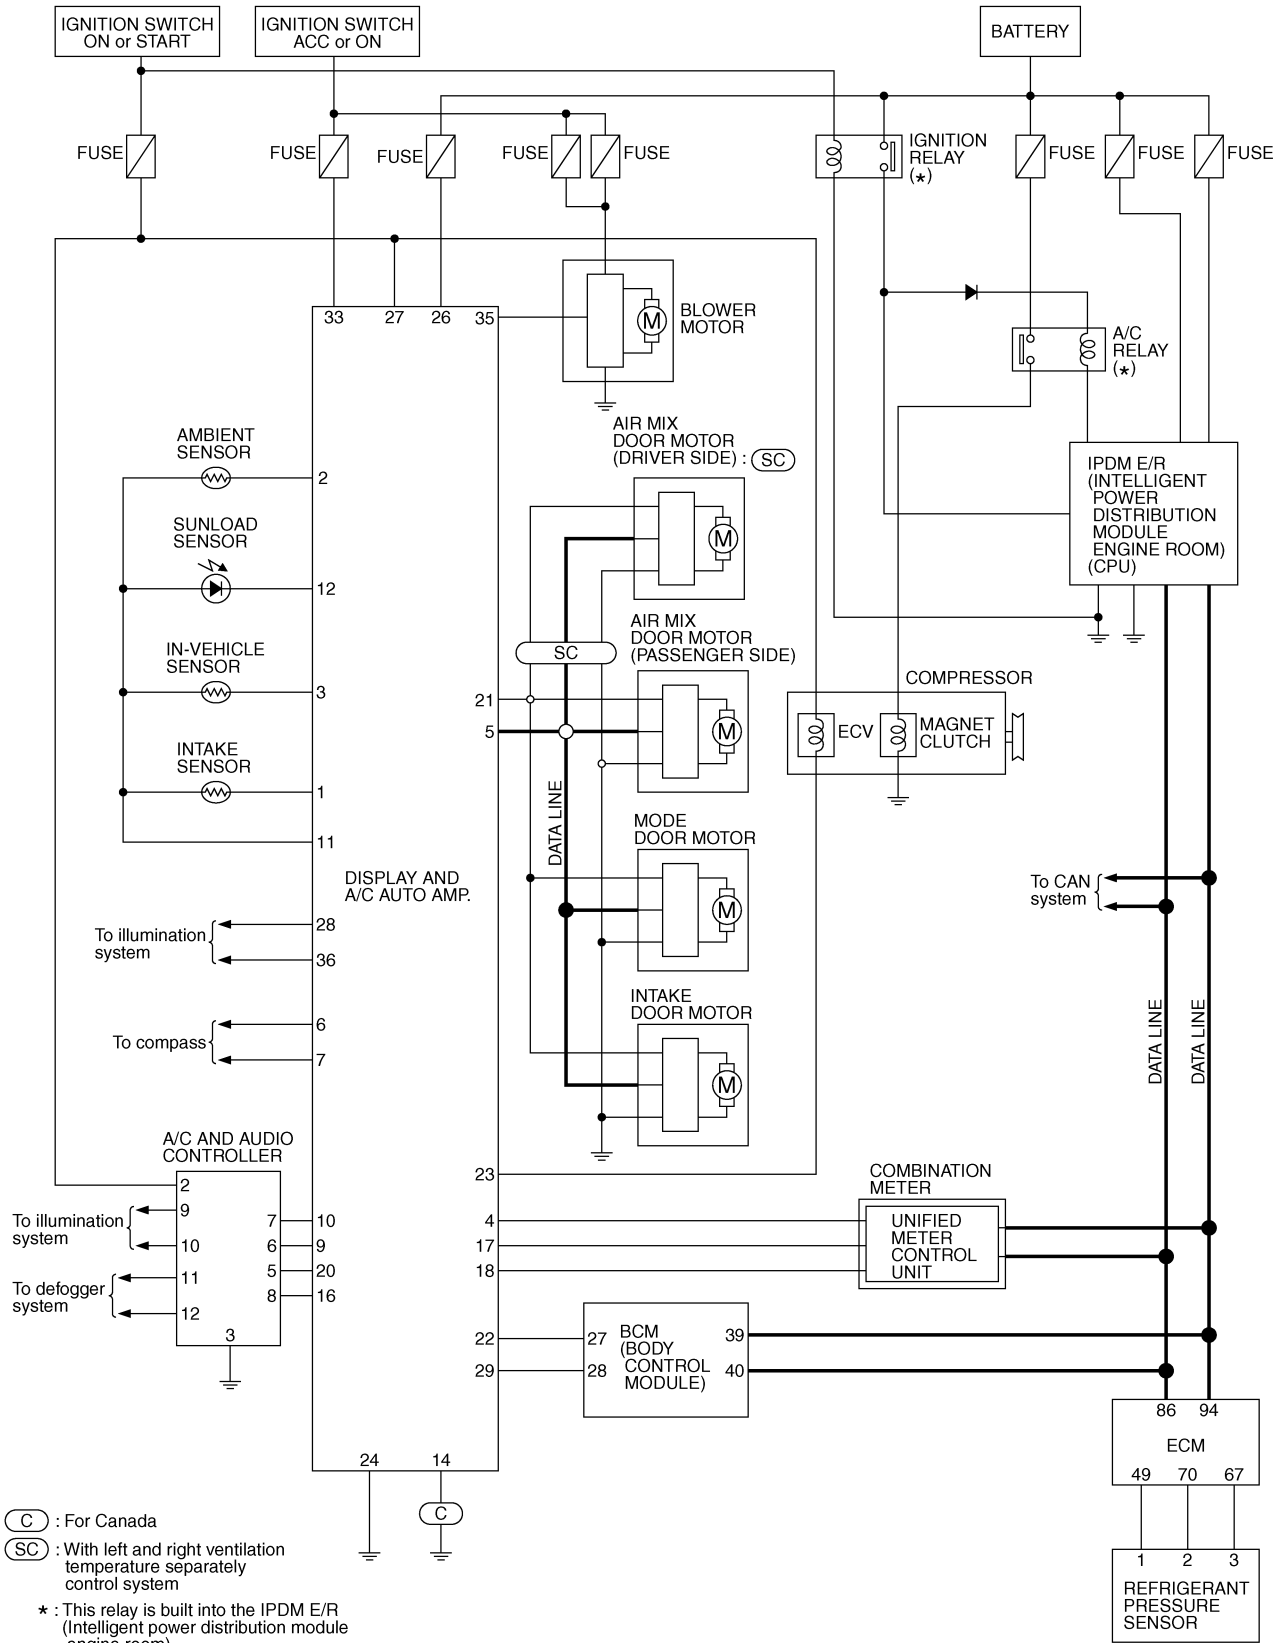 IGNITION SWITCH
ON or START
IGNITION SWITCH
ACC or ON
BATTERY
FUSE
FUSE
FUSE
FUSE
FUSE
IGNITION
RELAY
(*)
FUSE
FUSE
FUSE
33
27
26
35
BLOWER
MOTOR
M
A/C
RELAY
(*)
AIR MIX
DOOR MOTOR
(DRIVER SIDE) : SC
M
AMBIENT
SENSOR
2
SUNLOAD
SENSOR
12
IN-VEHICLE
SENSOR
3
INTAKE
SENSOR
1
11
IPDM E/R
(INTELLIGENT
POWER
DISTRIBUTION
MODULE
ENGINE ROOM)
(CPU)
SC
AIR MIX
DOOR MOTOR
(PASSENGER SIDE)
M
21
5
COMPRESSOR
ECV
MAGNET
CLUTCH
DATA LINE
MODE
DOOR MOTOR
M
DISPLAY AND
A/C AUTO AMP.
To CAN
system
To illumination
system
28
36
INTAKE
DOOR MOTOR
M
To compass
6
7
DATA LINE
DATA LINE
A/C AND AUDIO
CONTROLLER
2
9
10
11
12
3
7
6
5
8
10
9
20
16
To illumination
system
To defogger
system
23
4
17
18
COMBINATION
METER
UNIFIED
METER
CONTROL
UNIT
22
29
27
28
BCM
(BODY
CONTROL
MODULE)
39
40
86
94
ECM
49
70
67
24
14
C
1
2
3
REFRIGERANT
PRESSURE
SENSOR
C : For Canada
SC : With left and right ventilation
temperature separately
control system
* : This relay is built into the IPDM E/R
(Intelligent power distribution module
engine room)